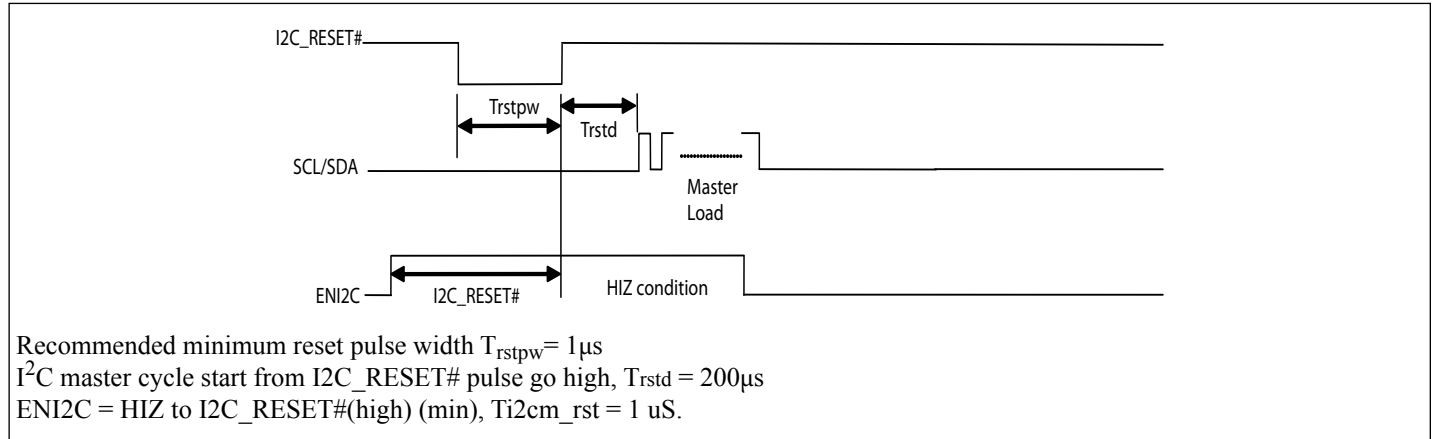 I2C_RESET#
Trstpw
Trstd
SCL/SDA
Master
Load
ENI2C
I2C_RESET#
HIZ condition
Recommended minimum reset pulse width Trstpw= 1μs
I2C master cycle start from I2C_RESET# pulse go high, Trstd = 200μs
ENI2C = HIZ to I2C_RESET#(high) (min), Ti2cm_rst = 1 uS.